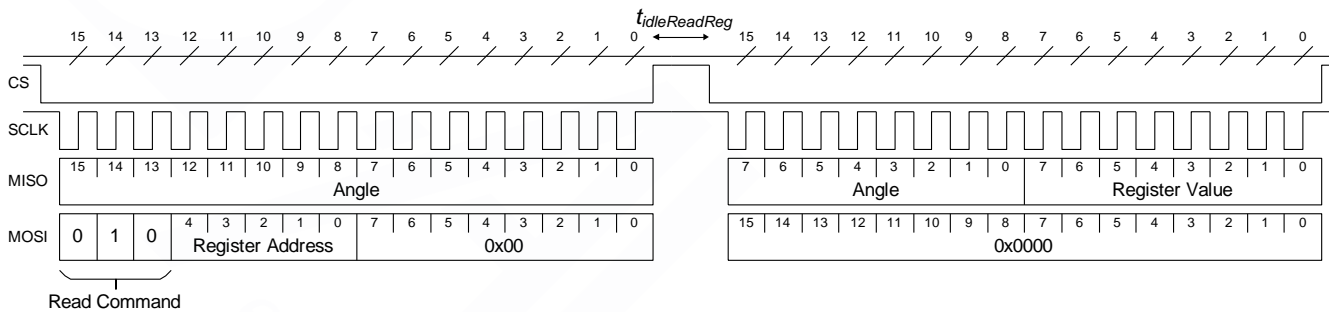 t_idleReadReg
15 14 13 12 11 10 9 8 7 6 5 4 3 2 1 0 15 14 13 12 11 10 9 8 7 6 5 4 3 2 1 0
CS
SCLK
MISO 15 14 13 12 11 10 9 8 7 6 5 4 3 2 1 0 7 6 5 4 3 2 1 0 7 6 5 4 3 2 1 0
Angle Angle Register Value
MOSI 0 1 0 4 3 2 1 0 7 6 5 4 3 2 1 0 15 14 13 12 11 10 9 8 7 6 5 4 3 2 1 0
Register Address 0x00 0x0000
Read Command